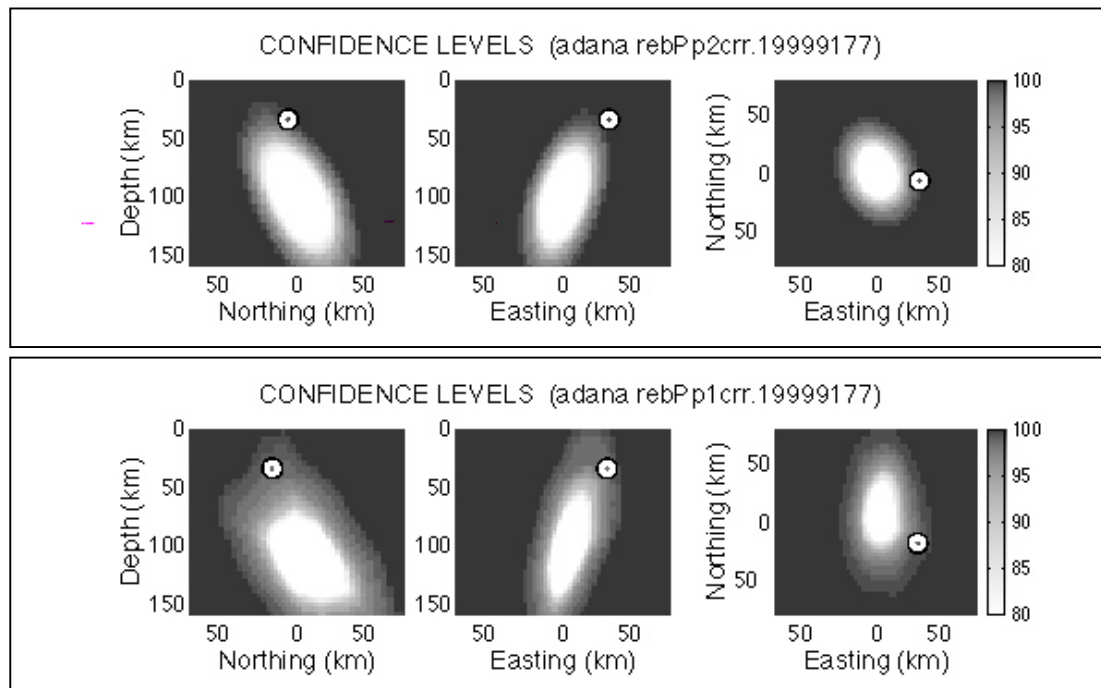 CONFIDENCE LEVELS (adana rebPp2crr.19999177)
0
50
100
150
Depth (km)
50 0 50
Northing (km)
0
50
100
150
50 0 50
Easting (km)
50
0
50
Northing (km)
50 0 50
Easting (km)
100
95
90
85
80
CONFIDENCE LEVELS (adana rebPp1crr.19999177)
0
50
100
150
Depth (km)
50 0 50
Northing (km)
0
50
100
150
50 0 50
Easting (km)
50
0
50
Northing (km)
50 0 50
Easting (km)
100
95
90
85
80